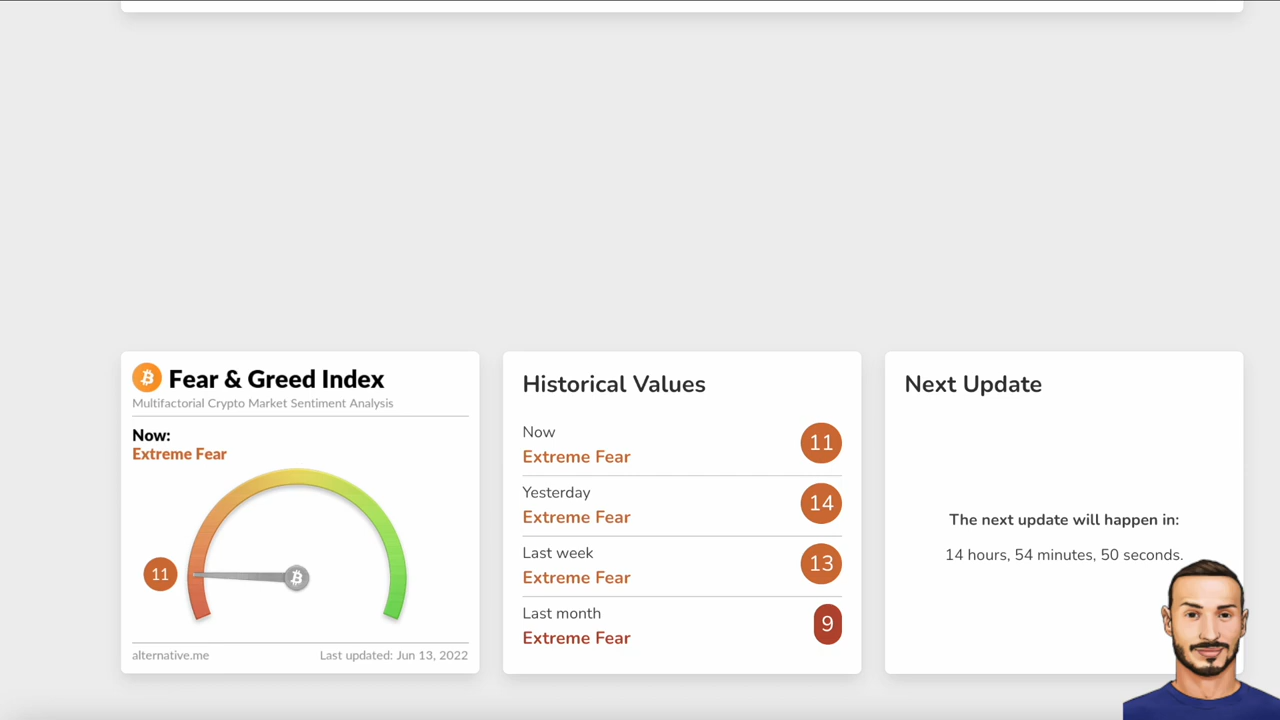 Fear & Greed Index
Multifactorial Crypto Market Sentiment Analysis
Now:
Extreme Fear
11
alternative.me
Last updated: Jun 13, 2022
Historical Values
Now
Extreme Fear
11
Yesterday
Extreme Fear
14
Last week
Extreme Fear
13
Last month
Extreme Fear
9
Next Update
The next update will happen in:
14 hours, 54 minutes, 50 seconds.